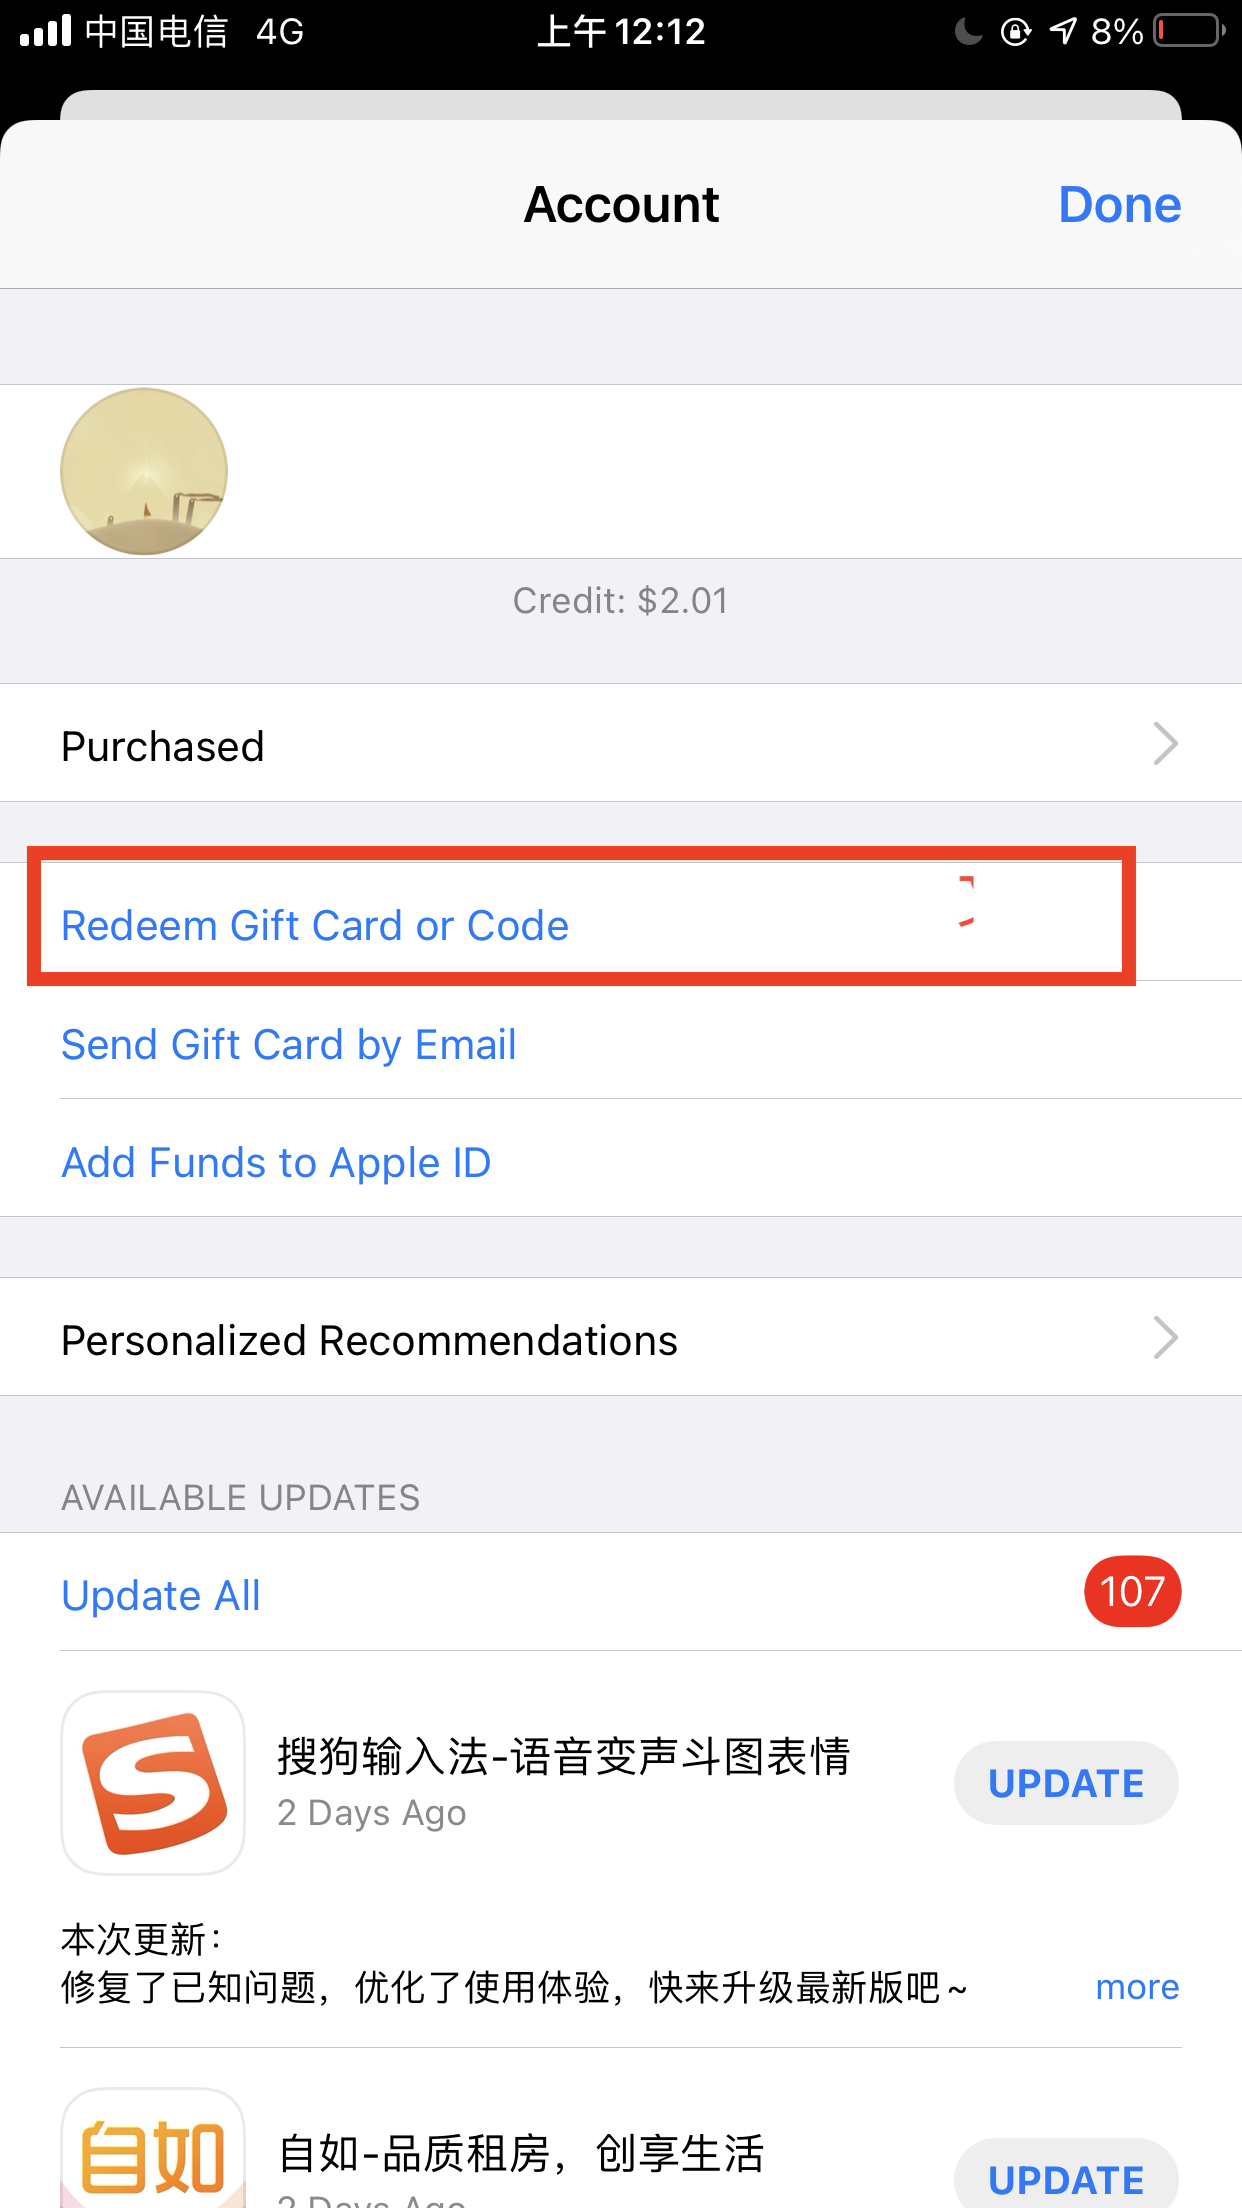 中国电信 4G 上午12:12 8%
Account Done
Credit: $2.01
Purchased
Redeem Gift Card or Code
Send Gift Card by Email
Add Funds to Apple ID
Personalized Recommendations
AVAILABLE UPDATES
Update All 107
搜狗输入法-语音变声斗图表情
2 Days Ago
UPDATE
本次更新：
修复了已知问题，优化了使用体验，快来升级最新版吧~ more
自如
自如-品质租房，创享生活
2 Days Ago
UPDATE